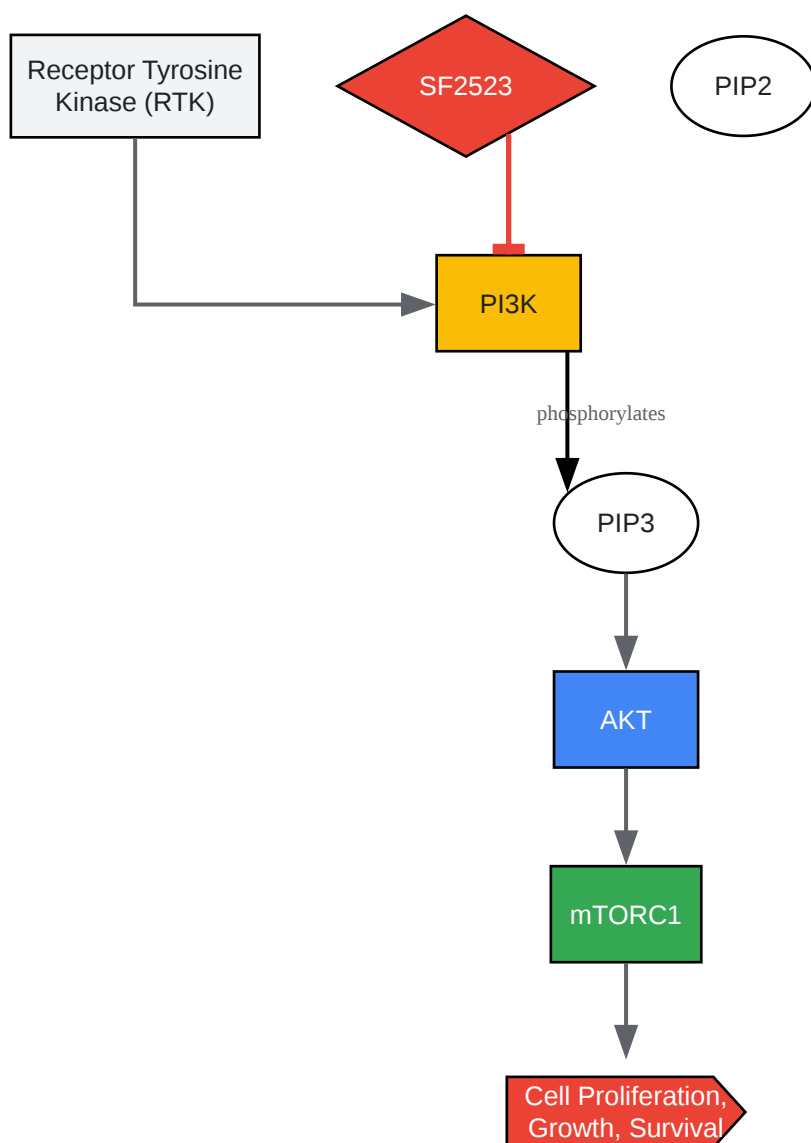 Receptor Tyrosine
Kinase (RTK)
SF2523
PIP2
PI3K
phosphorylates
PIP3
AKT
mTORC1
Cell Proliferation,
Growth, Survival